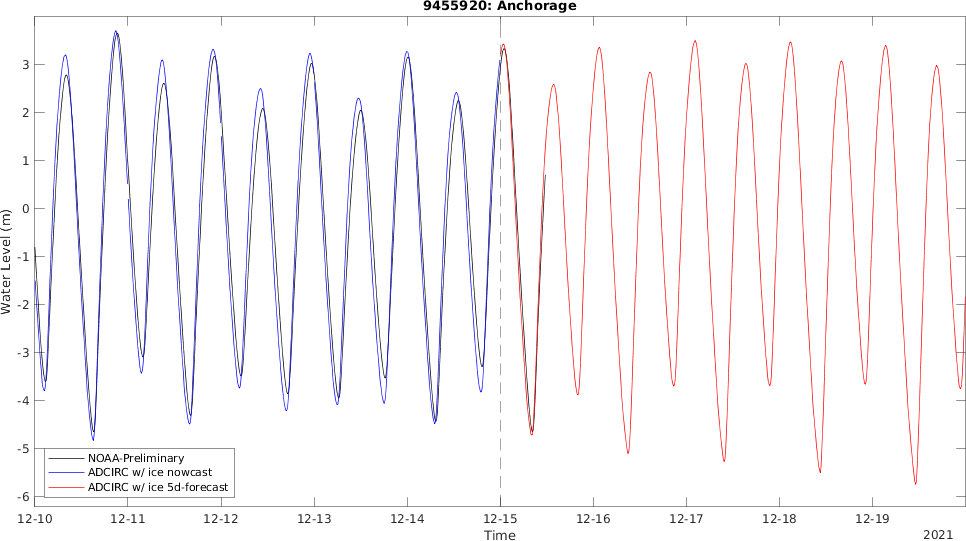 9455920: Anchorage
Water Level (m)
3
2
1
0
-1
-2
-3
-4
-5
-6
NOAA-Preliminary
ADCIRC w/ ice nowcast
ADCIRC w/ ice 5d-forecast
12-10 12-11 12-12 12-13 12-14 12-15 12-16 12-17 12-18 12-19
Time
2021